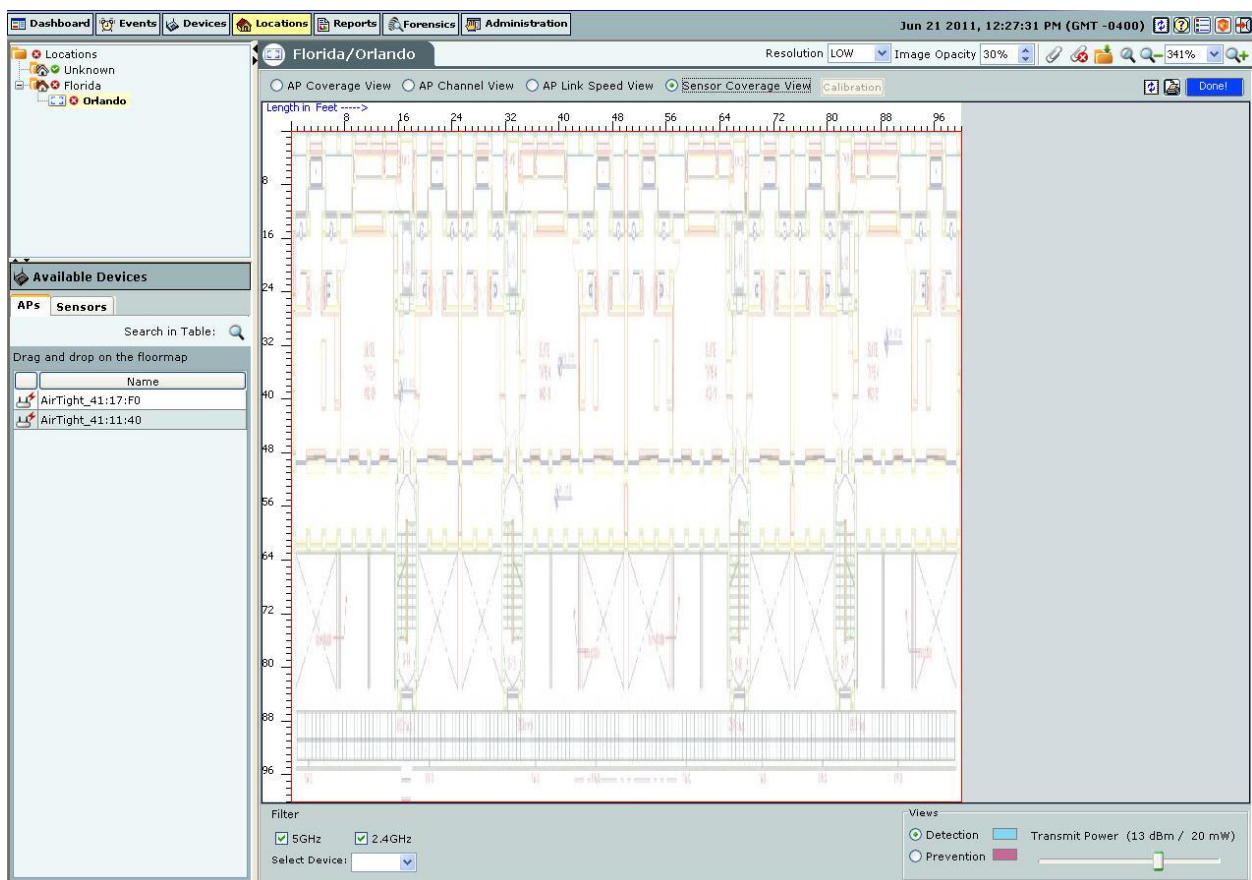 Dashboard Events Devices Locations Reports Forensics Administration Jun 21 2011, 12:27:31 PM (GMT -0400)
Locations
Unknown
Florida
Orlando
Florida/Orlando Resolution LOW Image Opacity 30% 341%
AP Coverage View AP Channel View AP Link Speed View Sensor Coverage View Calibration Done!
Length in Feet ----->
8 16 24 32 40 48 56 64 72 80 88 96
8
16
24
32
40
48
56
64
72
80
88
96
Available Devices
APs Sensors
Search in Table:
Drag and drop on the floormap
Name
AirTight_41:17:F0
AirTight_41:11:40
Filter
5GHz 2.4GHz
Select Device:
Views
Detection Transmit Power (13 dBm / 20 mW)
Prevention